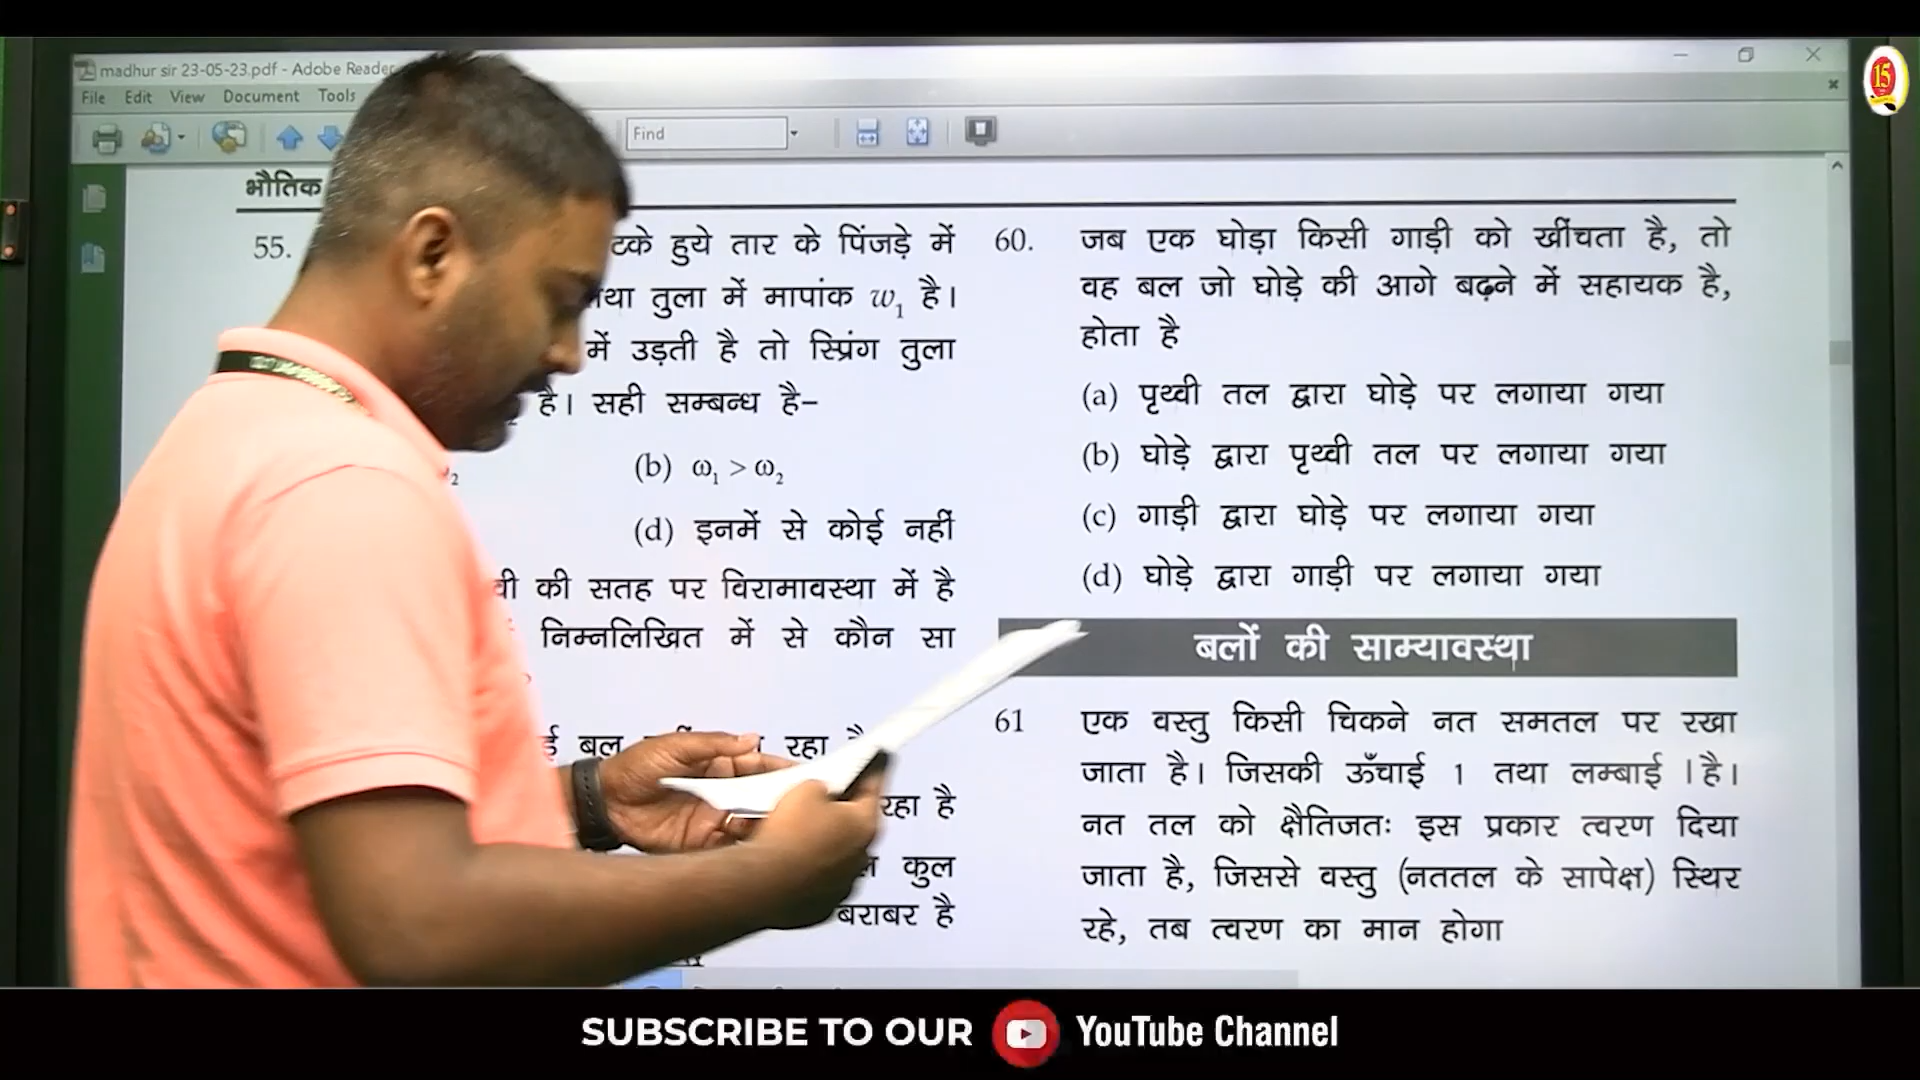 madhur sir 23-05-23.pdf - Adobe Reader
File Edit View Document Tools
Find
15
भौतिक
55.
टके हुये तार के पिंजड़े में
तथा तुला में मापांक w₁ है।
में उड़ती है तो स्प्रिंग तुला
है। सही सम्बन्ध है–
(b) ω₁ > ω₂
(d) इनमें से कोई नहीं
की सतह पर विरामावस्था में है
निम्नलिखित में से कौन सा
बल रहा
रहा है
कुल
बराबर है
60. जब एक घोड़ा किसी गाड़ी को खींचता है, तो
वह बल जो घोड़े की आगे बढ़ने में सहायक है,
होता है
(a) पृथ्वी तल द्वारा घोड़े पर लगाया गया
(b) घोड़े द्वारा पृथ्वी तल पर लगाया गया
(c) गाड़ी द्वारा घोड़े पर लगाया गया
(d) घोड़े द्वारा गाड़ी पर लगाया गया
बलों की साम्यावस्था
61 एक वस्तु किसी चिकने नत समतल पर रखा
जाता है। जिसकी ऊँचाई 1 तथा लम्बाई l है।
नत तल को क्षैतिजतः इस प्रकार त्वरण दिया
जाता है, जिससे वस्तु (नततल के सापेक्ष) स्थिर
रहे, तब त्वरण का मान होगा
SUBSCRIBE TO OUR YouTube Channel